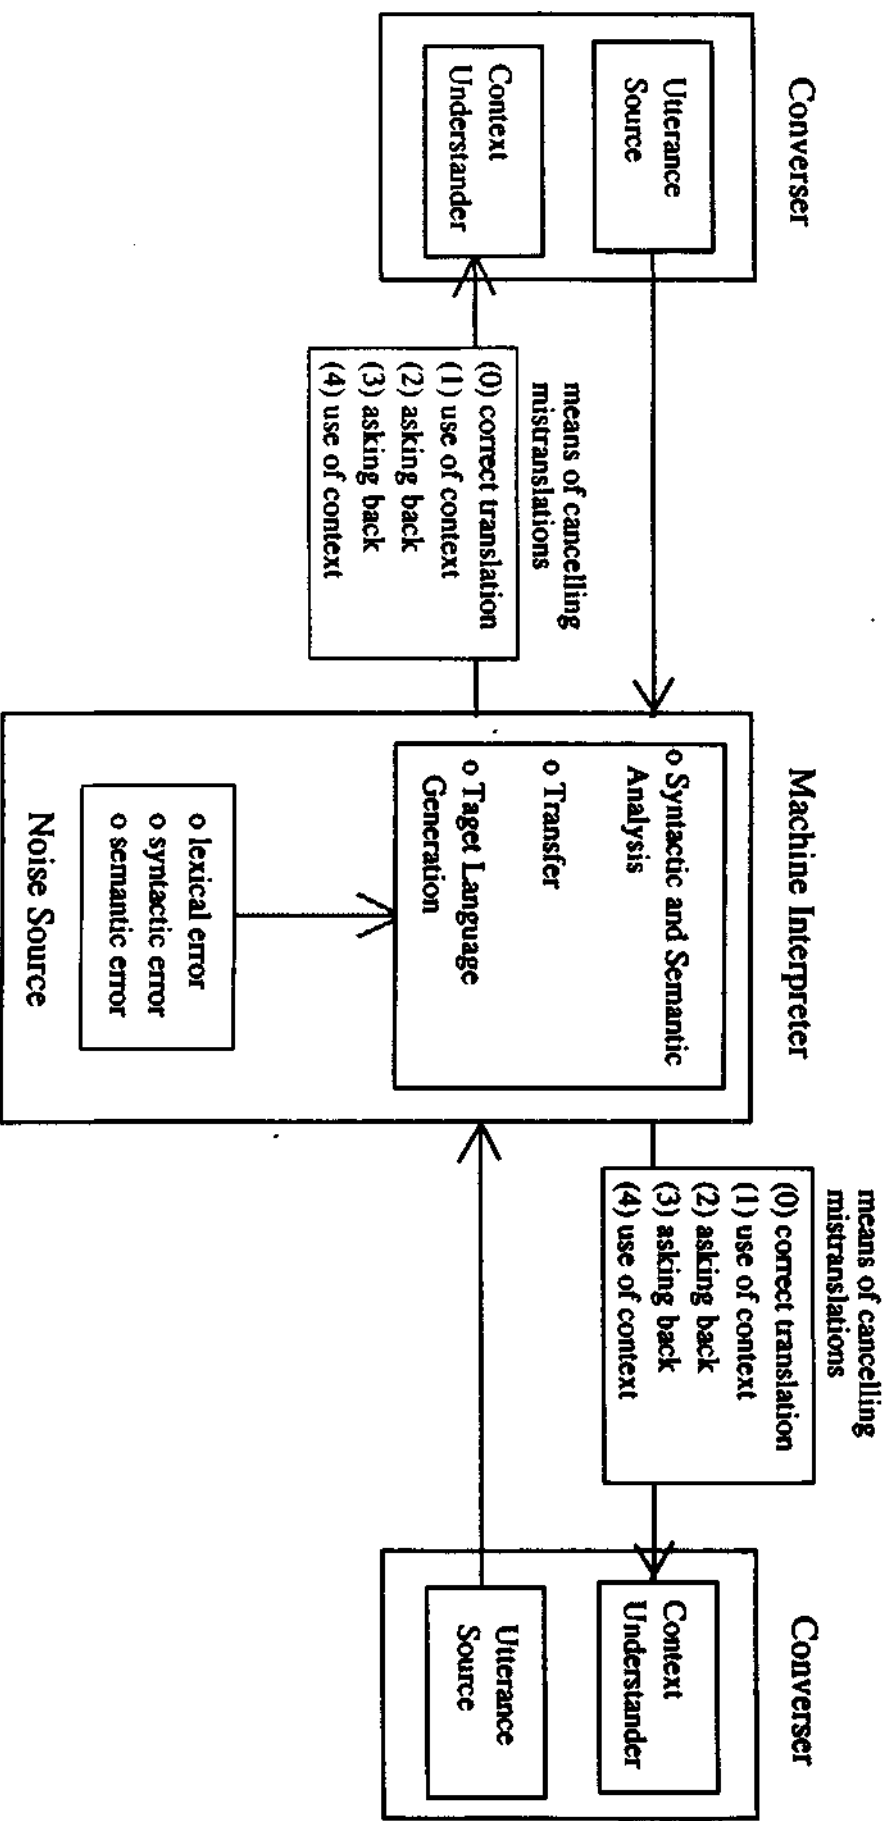 Converser
Utterance
Source
Context
Understander
means of cancelling
mistranslations
(0) correct translation
(1) use of context
(2) asking back
(3) asking back
(4) use of context
Machine Interpreter
o Syntactic and Semantic
Analysis
o Transfer
o Taget Language
Generation
o lexical error
o syntactic error
o semantic error
Noise Source
means of cancelling
mistranslations
(0) correct translation
(1) use of context
(2) asking back
(3) asking back
(4) use of context
Converser
Context
Understander
Utterance
Source